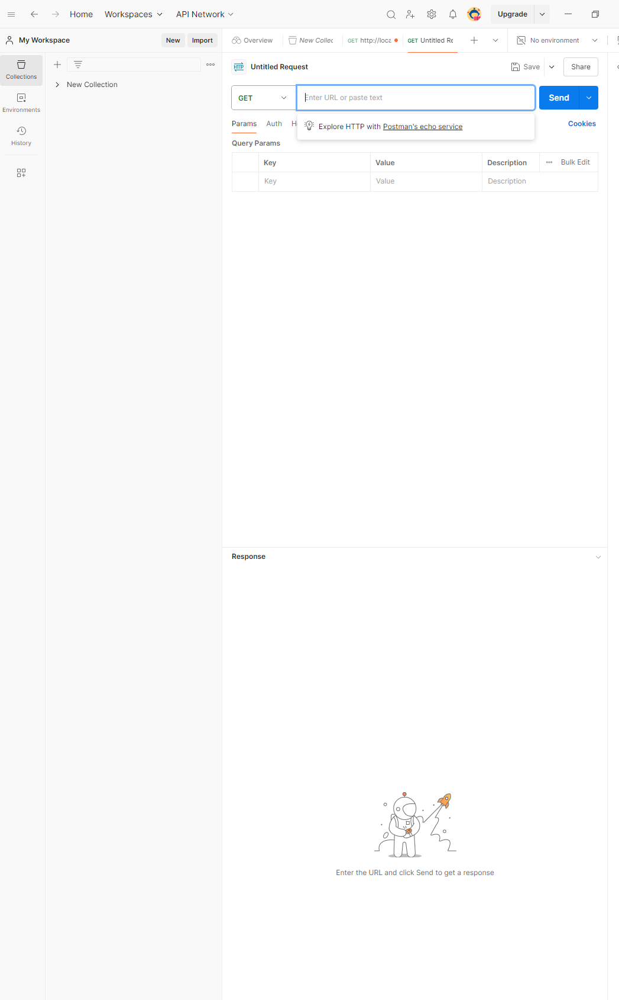 Home Workspaces API Network Upgrade
My Workspace New Import Overview New Collec GET http://loca GET Untitled Re No environment
Collections
New Collection
Environments
History
HTTP Untitled Request Save Share
GET Enter URL or paste text Send
Params Auth H Cookies
Explore HTTP with Postman's echo service
Query Params
Key Value Description Bulk Edit
Key Value Description
Response
Enter the URL and click Send to get a response